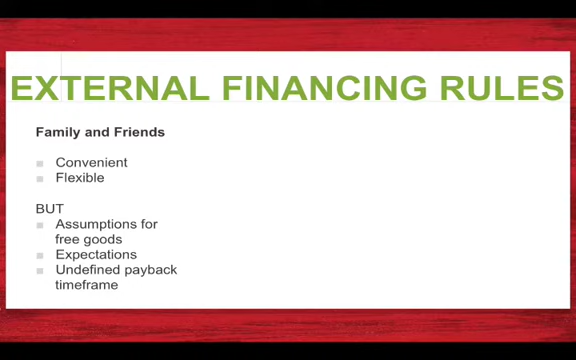 EXTERNAL FINANCING RULES
Family and Friends
Convenient
Flexible
BUT
Assumptions for
free goods
Expectations
Undefined payback
timeframe